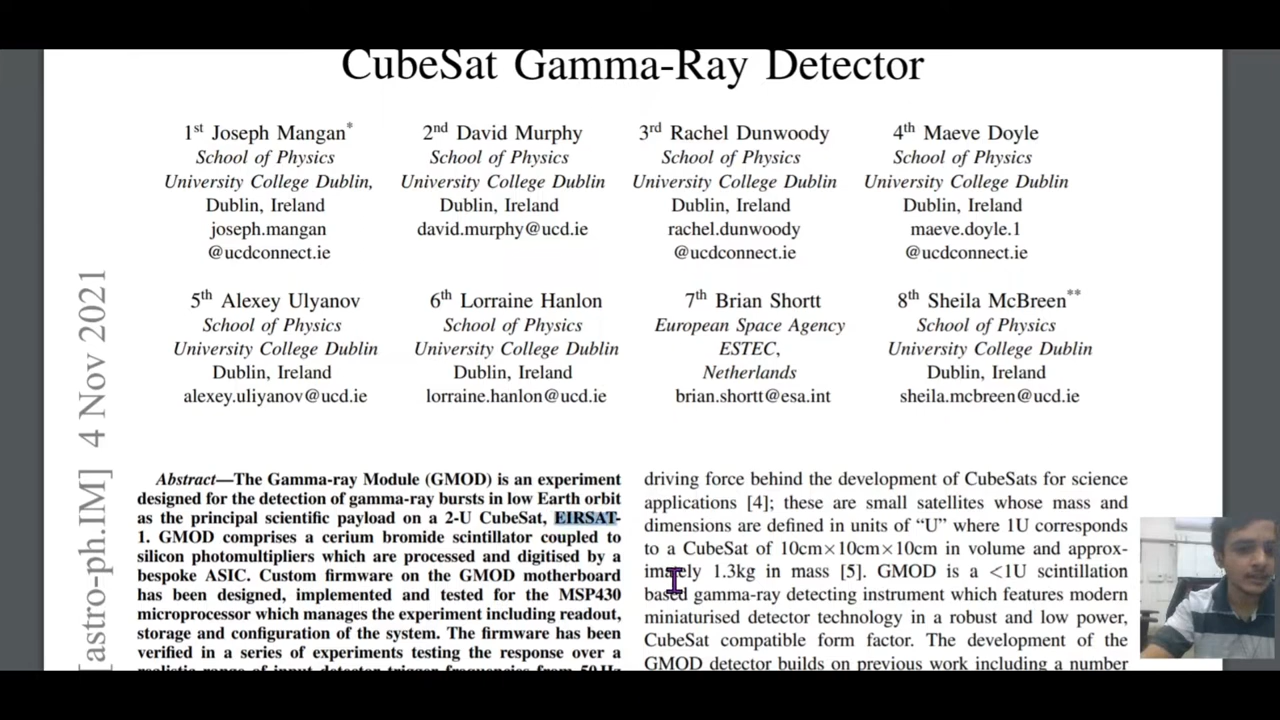 CubeSat Gamma-Ray Detector
1st Joseph Mangan*
School of Physics
University College Dublin,
Dublin, Ireland
joseph.mangan
@ucdconnect.ie
2nd David Murphy
School of Physics
University College Dublin
Dublin, Ireland
david.murphy@ucd.ie
3rd Rachel Dunwoody
School of Physics
University College Dublin
Dublin, Ireland
rachel.dunwoody
@ucdconnect.ie
4th Maeve Doyle
School of Physics
University College Dublin
Dublin, Ireland
maeve.doyle.1
@ucdconnect.ie
5th Alexey Ulyanov
School of Physics
University College Dublin
Dublin, Ireland
alexey.uliyanov@ucd.ie
6th Lorraine Hanlon
School of Physics
University College Dublin
Dublin, Ireland
lorraine.hanlon@ucd.ie
7th Brian Shortt
European Space Agency
ESTEC,
Netherlands
brian.shortt@esa.int
8th Sheila McBreen**
School of Physics
University College Dublin
Dublin, Ireland
sheila.mcbreen@ucd.ie
[astro-ph.IM] 4 Nov 2021
Abstract—The Gamma-ray Module (GMOD) is an experiment
designed for the detection of gamma-ray bursts in low Earth orbit
as the principal scientific payload on a 2-U CubeSat, EIRSAT-
1. GMOD comprises a cerium bromide scintillator coupled to
silicon photomultipliers which are processed and digitised by a
bespoke ASIC. Custom firmware on the GMOD motherboard
has been designed, implemented and tested for the MSP430
microprocessor which manages the experiment including readout,
storage and configuration of the system. The firmware has been
verified in a series of experiments testing the response over a
realistic range of input detector trigger frequencies from 50Hz
driving force behind the development of CubeSats for science
applications [4]; these are small satellites whose mass and
dimensions are defined in units of “U” where 1U corresponds
to a CubeSat of 10cm×10cm×10cm in volume and approx-
imately 1.3kg in mass [5]. GMOD is a <1U scintillation
based gamma-ray detecting instrument which features modern
miniaturised detector technology in a robust and low power,
CubeSat compatible form factor. The development of the
GMOD detector builds on previous work including a number